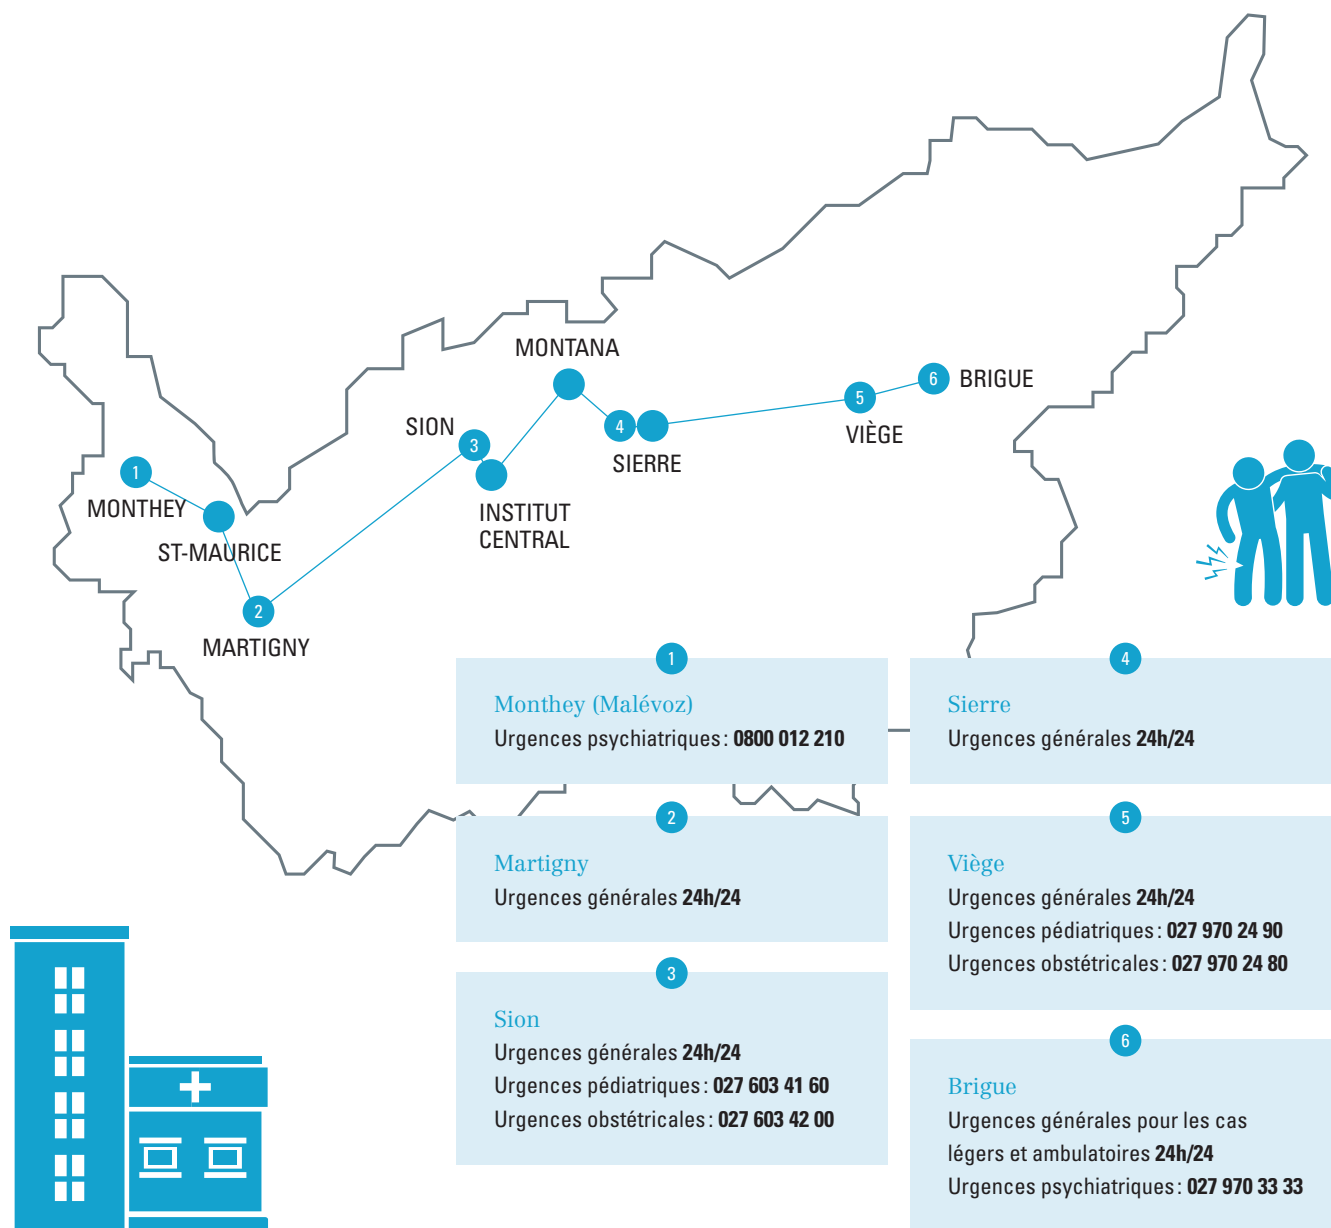 MONTANA
6 BRIGUE
5
VIÈGE
SION
3
4
SIERRE
1
MONTHEY
INSTITUT
CENTRAL
ST-MAURICE
2
MARTIGNY
1
Monthey (Malévoz)
Urgences psychiatriques : 0800 012 210
2
Martigny
Urgences générales 24h/24
3
Sion
Urgences générales 24h/24
Urgences pédiatriques : 027 603 41 60
Urgences obstétricales : 027 603 42 00
4
Sierre
Urgences générales 24h/24
5
Viège
Urgences générales 24h/24
Urgences pédiatriques : 027 970 24 90
Urgences obstétricales : 027 970 24 80
6
Brigue
Urgences générales pour les cas
légers et ambulatoires 24h/24
Urgences psychiatriques : 027 970 33 33